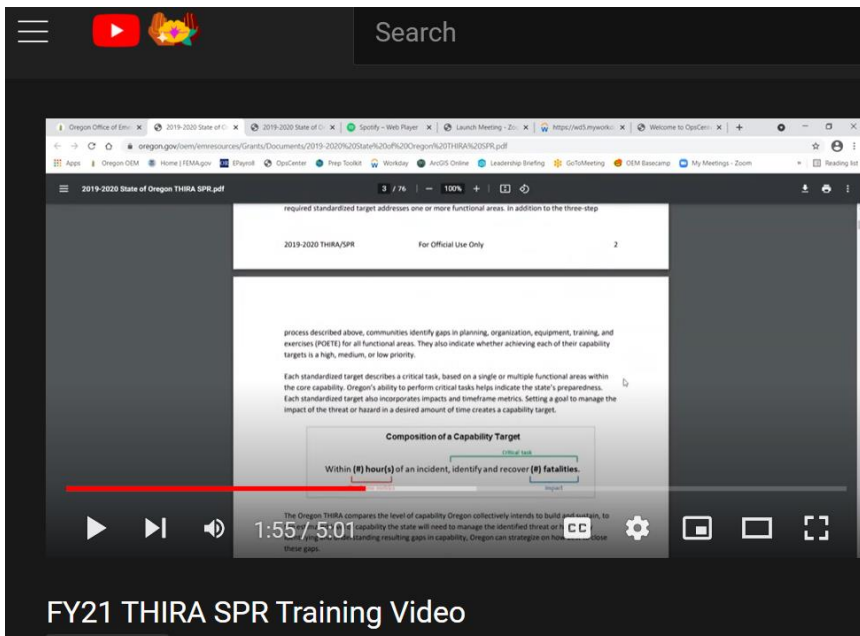 Search
Oregon Office of Eme
2019-2020 State of O
2019-2020 State of O
Spotify – Web Player
Launch Meeting - Zo
https://wd5.myworkd
Welcome to OpsCent
oregon.gov/oem/emresources/Grants/Documents/2019-2020%20State%20of%20Oregon%20THIRA%20SPR.pdf
Apps Oregon OEM Home | FEMA.gov EPayroll OpsCenter Prep Toolkit Workday ArcGIS Online Leadership Briefing GoToMeeting OEM Basecamp My Meetings - Zoom » Reading list
2019-2020 State of Oregon THIRA SPR.pdf 3 / 76 — 100% +
required standardized target addresses one or more functional areas. In addition to the three-step
2019-2020 THIRA/SPR For Official Use Only 2
process described above, communities identify gaps in planning, organization, equipment, training, and
exercises (POETE) for all functional areas. They also indicate whether achieving each of their capability
targets is a high, medium, or low priority.
Each standardized target describes a critical task, based on a single or multiple functional areas within
the core capability. Oregon's ability to perform critical tasks helps indicate the state's preparedness.
Each standardized target also incorporates impacts and timeframe metrics. Setting a goal to manage the
impact of the threat or hazard in a desired amount of time creates a capability target.
Composition of a Capability Target
Critical task
Within (#) hour(s) of an incident, identify and recover (#) fatalities.
Impact
The Oregon THIRA compares the level of capability Oregon collectively intends to build and sustain, to
capability the state will need to manage the identified threat or
understanding resulting gaps in capability, Oregon can strategize on how close
these gaps.
1:55 / 5:01
CC
FY21 THIRA SPR Training Video